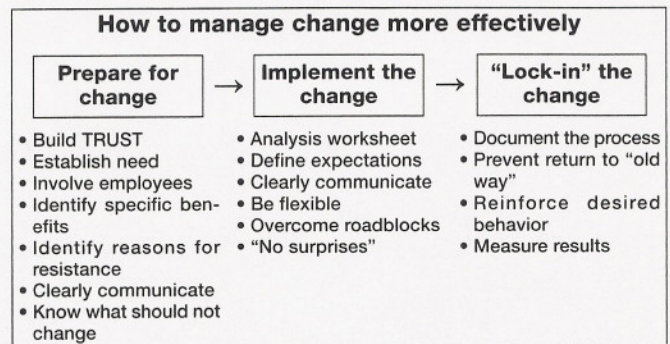 How to manage change more effectively
Prepare for
change
→
Implement the
change
→
“Lock-in” the
change
• Build TRUST
• Establish need
• Involve employees
• Identify specific ben-
efits
• Identify reasons for
resistance
• Clearly communicate
• Know what should not
change
• Analysis worksheet
• Define expectations
• Clearly communicate
• Be flexible
• Overcome roadblocks
• “No surprises”
• Document the process
• Prevent return to “old
way”
• Reinforce desired
behavior
• Measure results